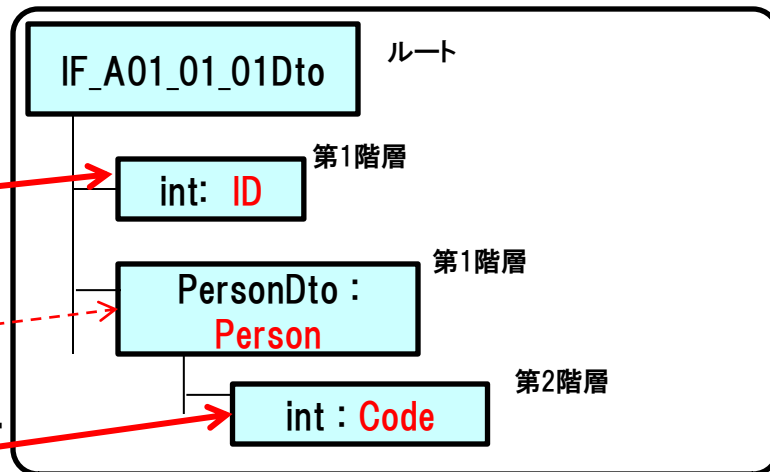 IF_A01_01_01Dto
ルート
第1階層
int: ID
第1階層
PersonDto :
Person
第2階層
int : Code